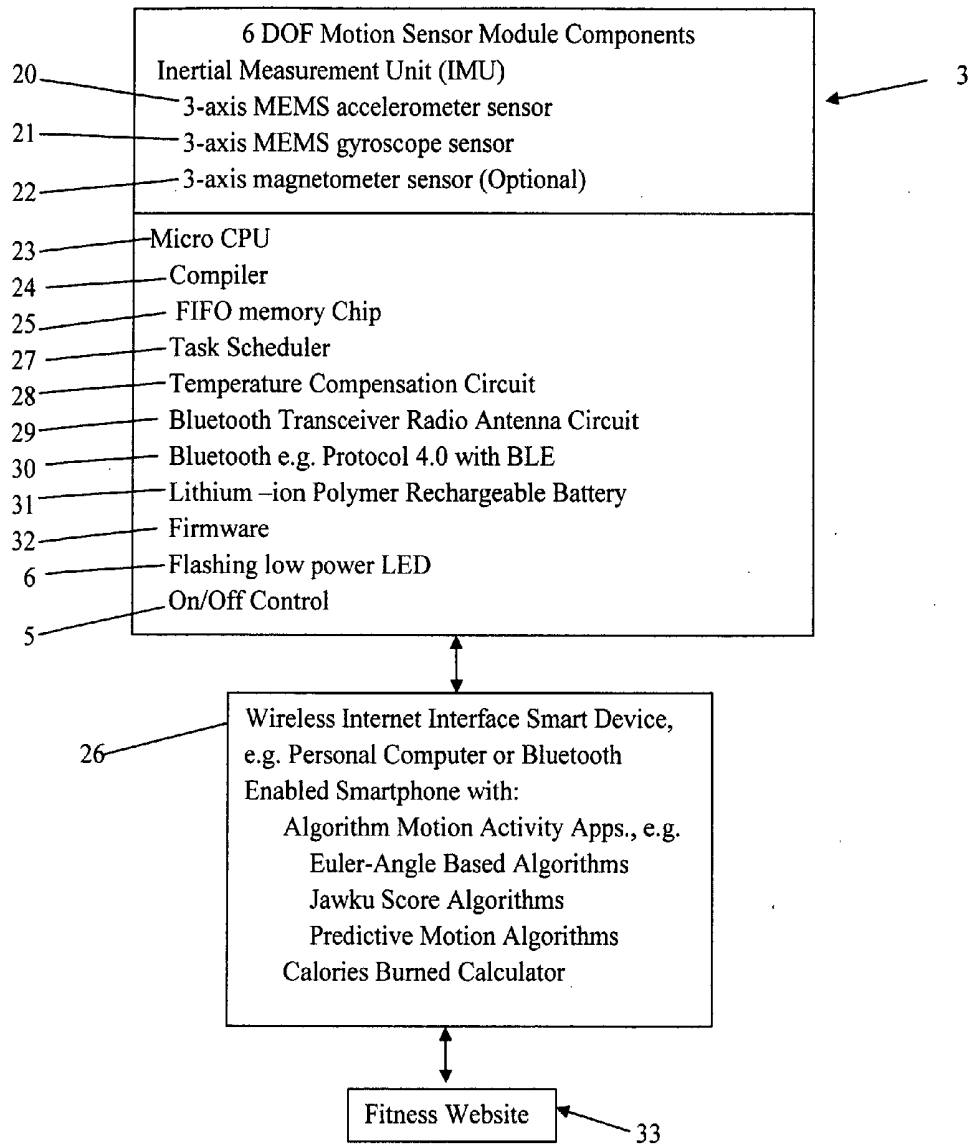 6 DOF Motion Sensor Module Components
Inertial Measurement Unit (IMU)
20
3-axis MEMS accelerometer sensor
3
21
3-axis MEMS gyroscope sensor
22
3-axis magnetometer sensor (Optional)
23
Micro CPU
24
Compiler
25
FIFO memory Chip
27
Task Scheduler
28
Temperature Compensation Circuit
29
Bluetooth Transceiver Radio Antenna Circuit
30
Bluetooth e.g. Protocol 4.0 with BLE
31
Lithium –ion Polymer Rechargeable Battery
32
Firmware
6
Flashing low power LED
5
On/Off Control
26
Wireless Internet Interface Smart Device,
e.g. Personal Computer or Bluetooth
Enabled Smartphone with:
Algorithm Motion Activity Apps., e.g.
Euler-Angle Based Algorithms
Jawku Score Algorithms
Predictive Motion Algorithms
Calories Burned Calculator
Fitness Website
33